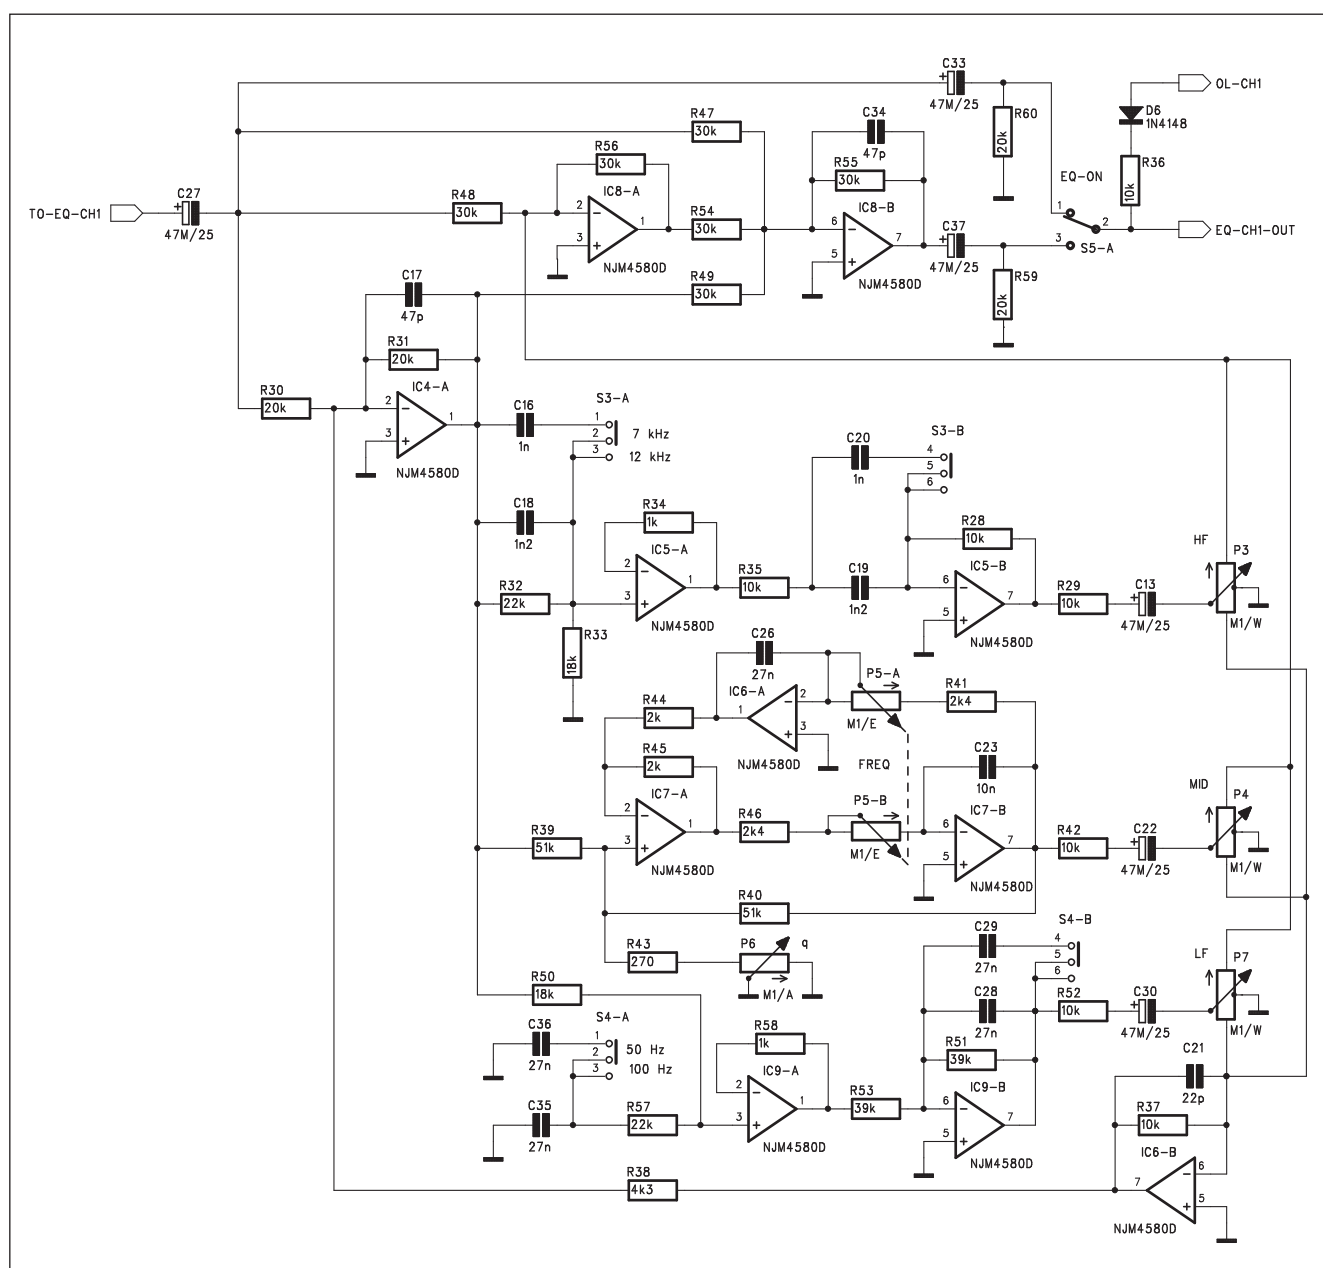 C33
47M/25
OL-CH1
R60
20k
D6
1N4148
R47
30k
C34
47p
R56
30k
R55
30k
R36
10k
EQ-ON
C27
TO-EQ-CH1
47M/25
R48
30k
IC8-A
2
3
1
NJM4580D
R54
30k
IC8-B
6
5
7
NJM4580D
C37
47M/25
1
2
3
S5-A
EQ-CH1-OUT
C17
47p
R49
30k
R59
20k
R31
20k
R30
20k
IC4-A
2
3
1
NJM4580D
C16
1n
S3-A
1
2
3
7 kHz
12 kHz
C20
1n
S3-B
4
5
6
C18
1n2
R34
1k
R28
10k
IC5-A
2
3
1
NJM4580D
R35
10k
C19
1n2
IC5-B
6
5
7
NJM4580D
R29
10k
C13
47M/25
HF
P3
M1/W
R32
22k
R33
18k
C26
27n
IC6-A
2
3
1
NJM4580D
P5-A
M1/E
R41
2k4
R44
2k
R45
2k
FREQ
C23
10n
IC7-A
2
3
1
NJM4580D
R46
2k4
P5-B
M1/E
IC7-B
6
5
7
NJM4580D
R39
51k
R42
10k
C22
47M/25
MID
P4
M1/W
R40
51k
R43
270
P6
q
M1/A
C29
27n
S4-B
4
5
6
R50
18k
C28
27n
R52
10k
C30
47M/25
LF
P7
M1/W
C36
27n
S4-A
1
2
3
50 Hz
100 Hz
R58
1k
R51
39k
C21
22p
IC9-A
2
3
1
NJM4580D
R53
39k
IC9-B
6
5
7
NJM4580D
C35
27n
R57
22k
R37
10k
R38
4k3
IC6-B
7
6
5
NJM4580D